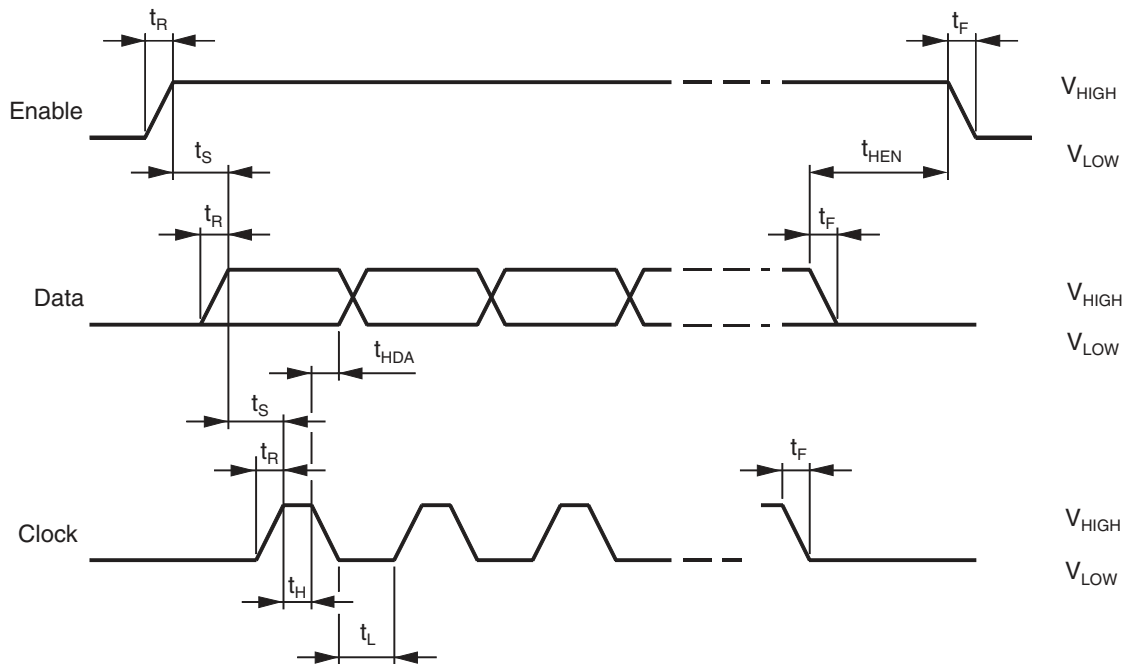 tR
tF
Enable
VHIGH
tS
tHEN
VLOW
tR
tF
Data
VHIGH
tHDA
VLOW
tS
tR
tF
Clock
VHIGH
tH
VLOW
tL